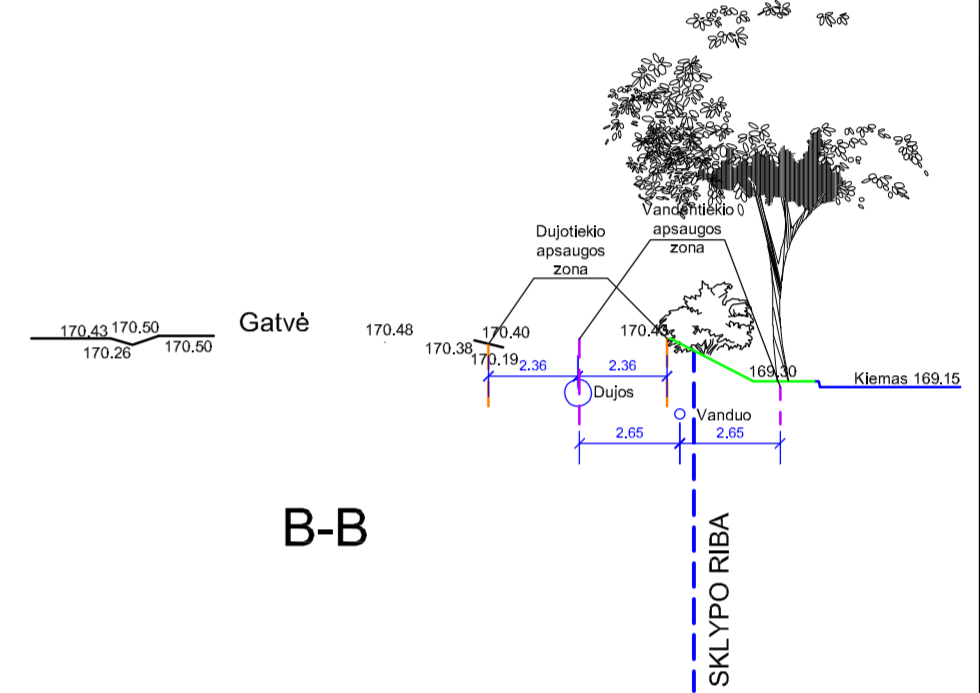 Vandentiekio
apsaugos
zona
Dujotiekio
apsaugos
zona
Gatvė
170.43 170.50
170.26
170.50
170.48
170.40
170.38
170.19
170.43
2.36
2.36
169.30
Kiemas 169.15
Dujos
Vanduo
2.65
2.65
B-B
SKLYPO RIBA